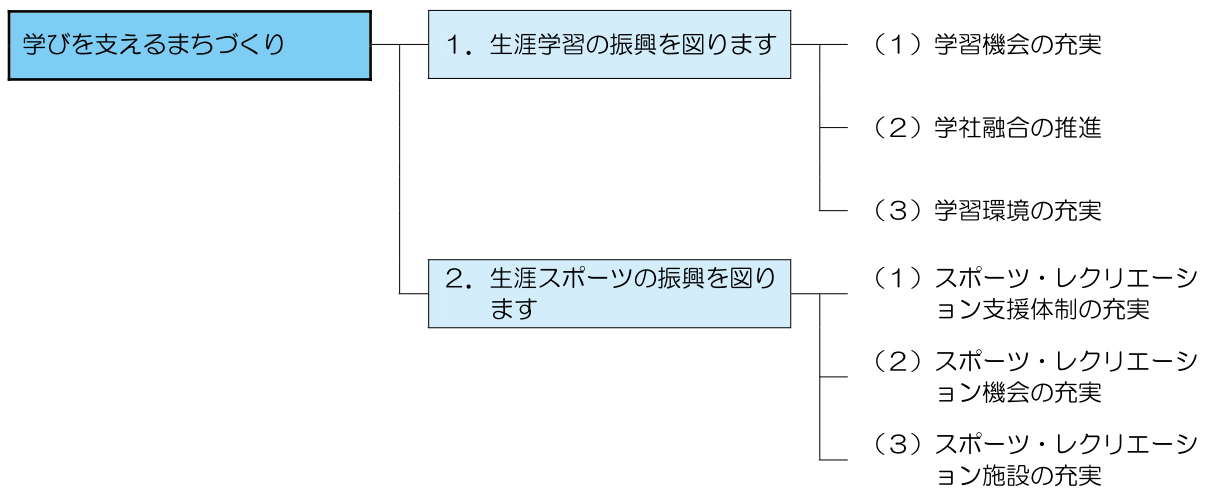 学びを支えるまちづくり
１．生涯学習の振興を図ります
（１）学習機会の充実
（２）学社融合の推進
（３）学習環境の充実
２．生涯スポーツの振興を図り
ます
（１）スポーツ・レクリエーシ
ョン支援体制の充実
（２）スポーツ・レクリエーシ
ョン機会の充実
（３）スポーツ・レクリエーシ
ョン施設の充実